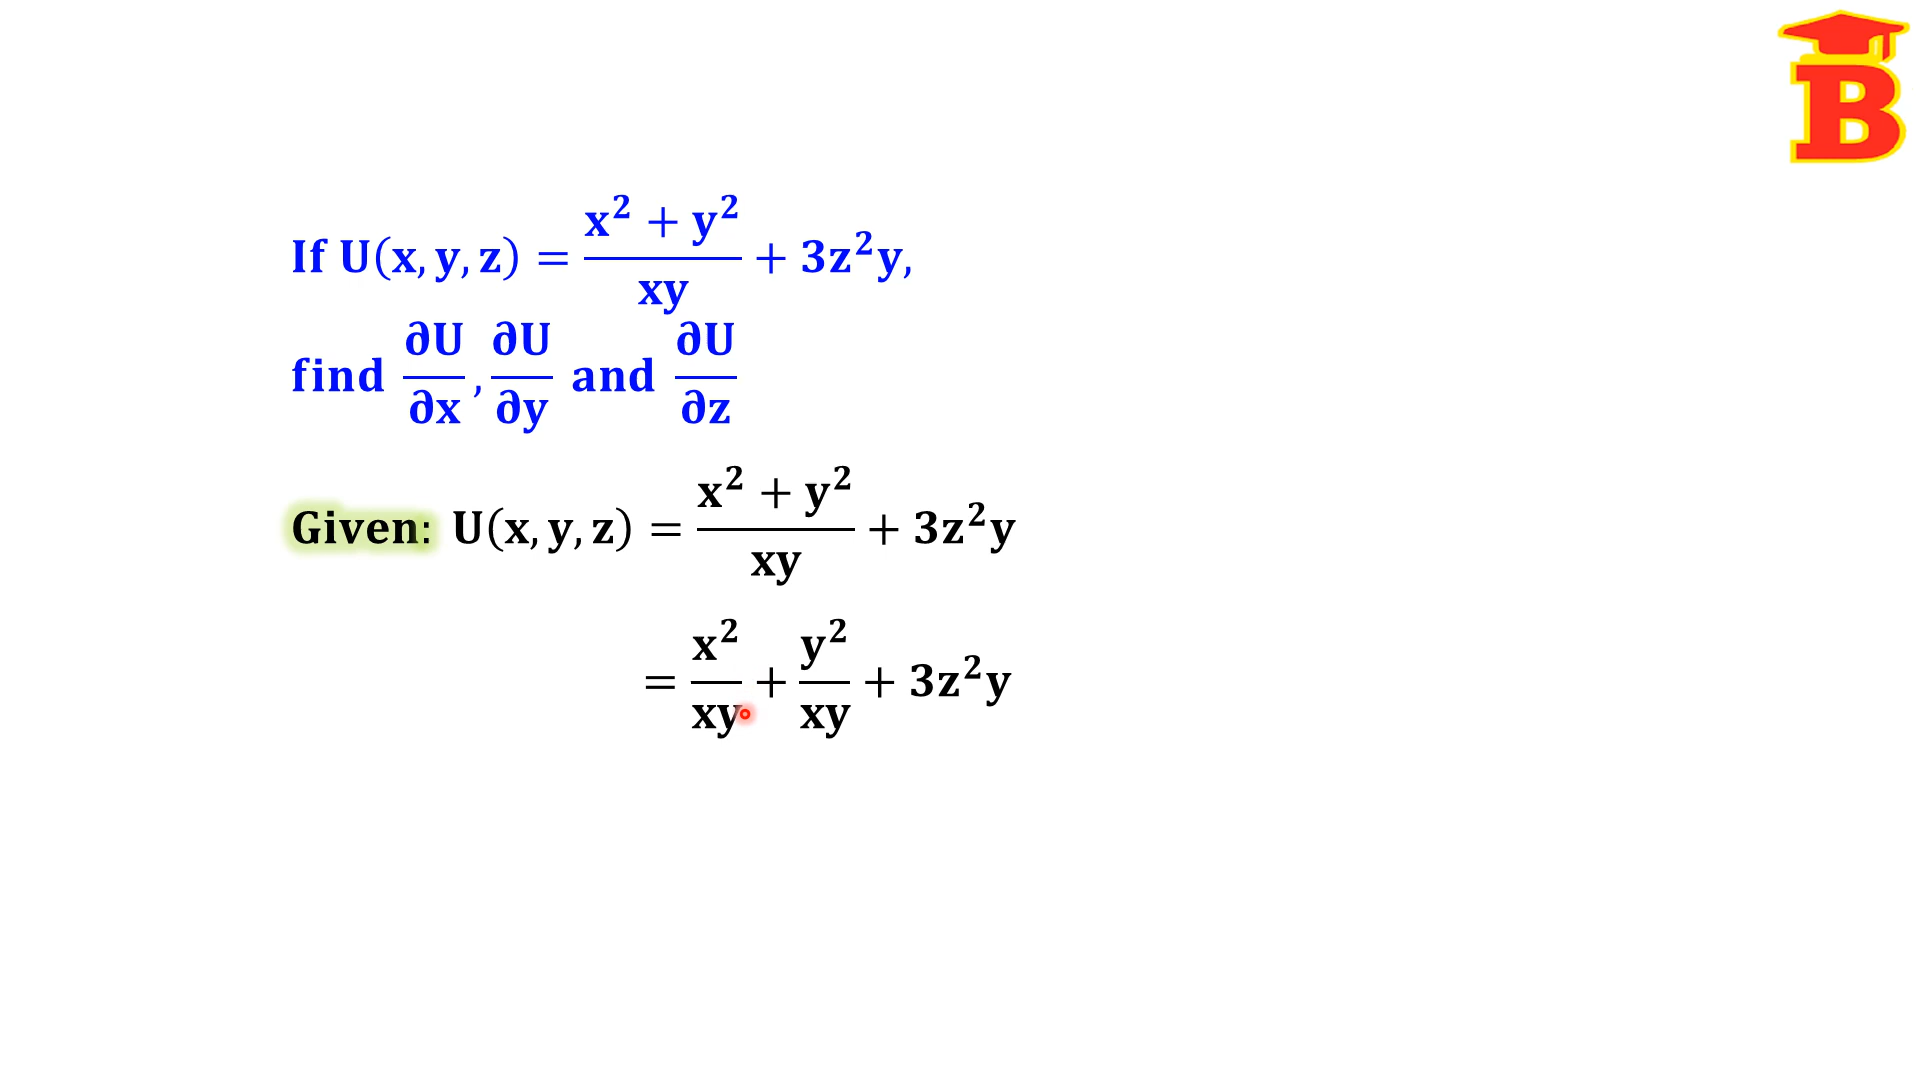 B
If U(x, y, z) = (x² + y²)/(xy) + 3z²y,
find ∂U/∂x, ∂U/∂y and ∂U/∂z
Given: U(x, y, z) = (x² + y²)/(xy) + 3z²y
= x²/(xy) + y²/(xy) + 3z²y